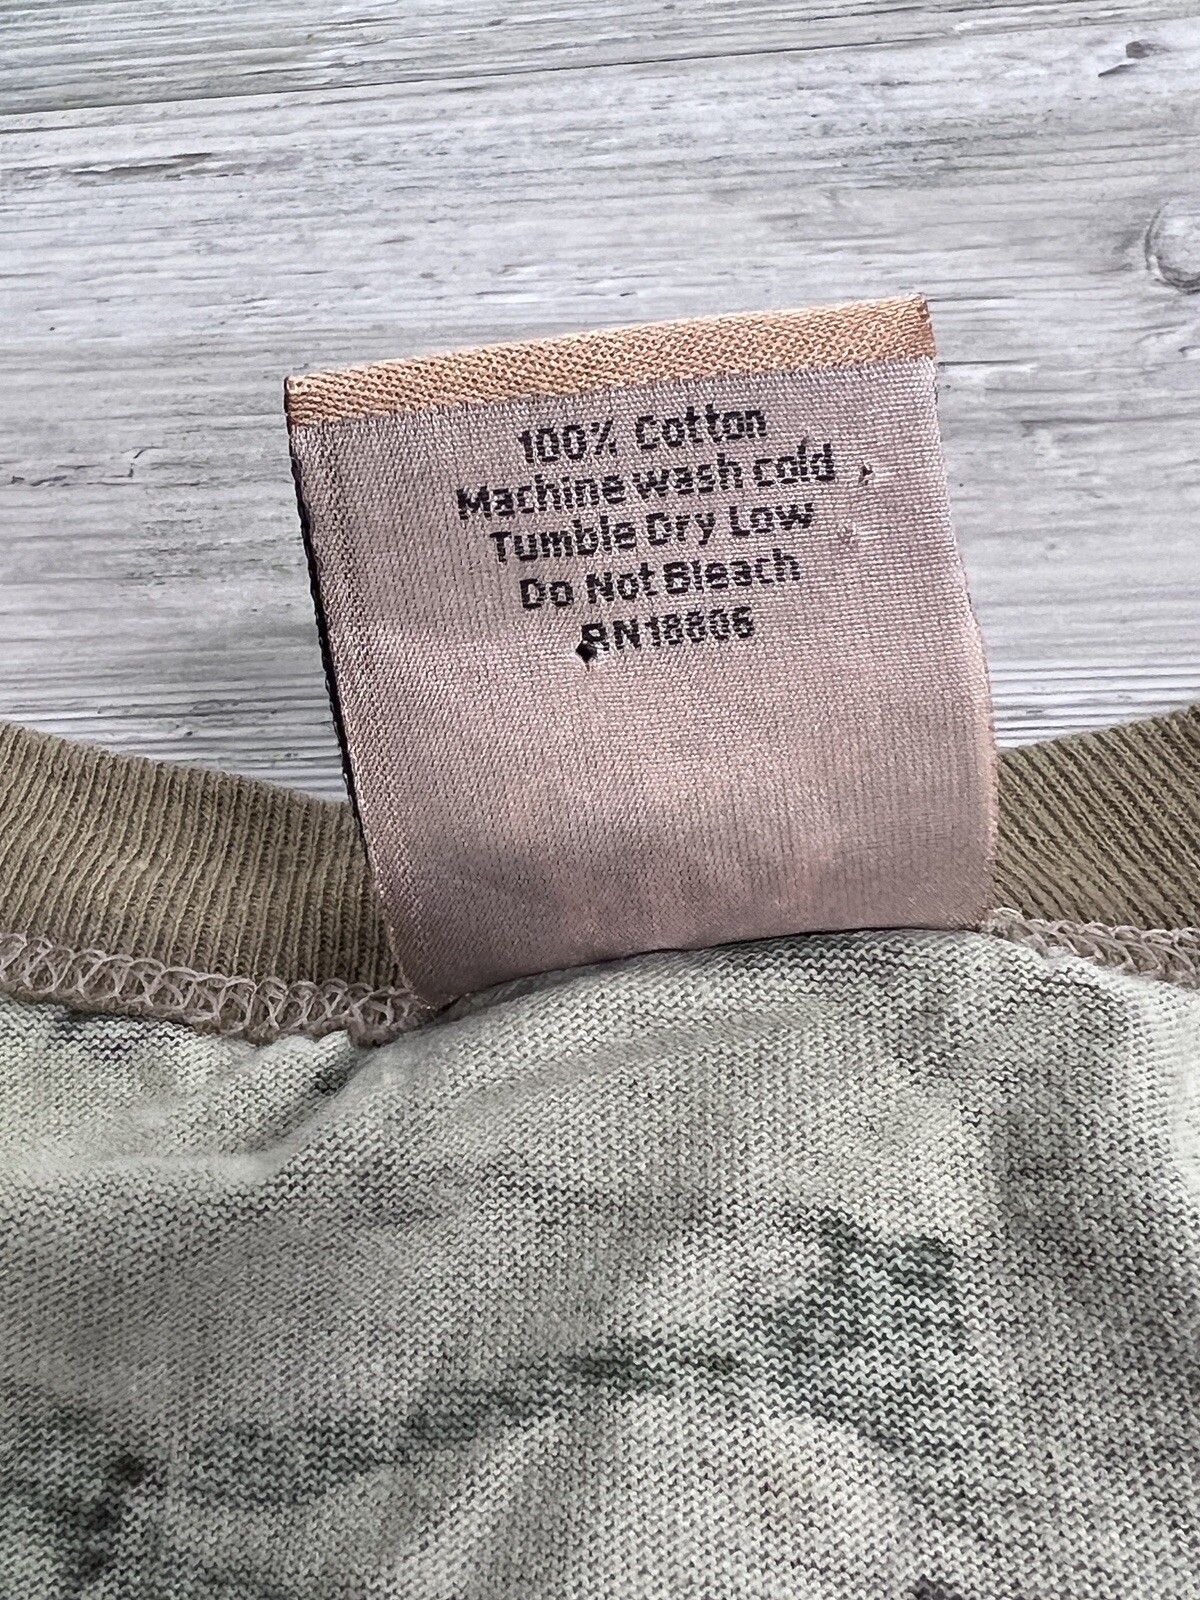 100% Cotton
Machine wash cold
Tumble Dry Low
Do Not Bleach
RN18806